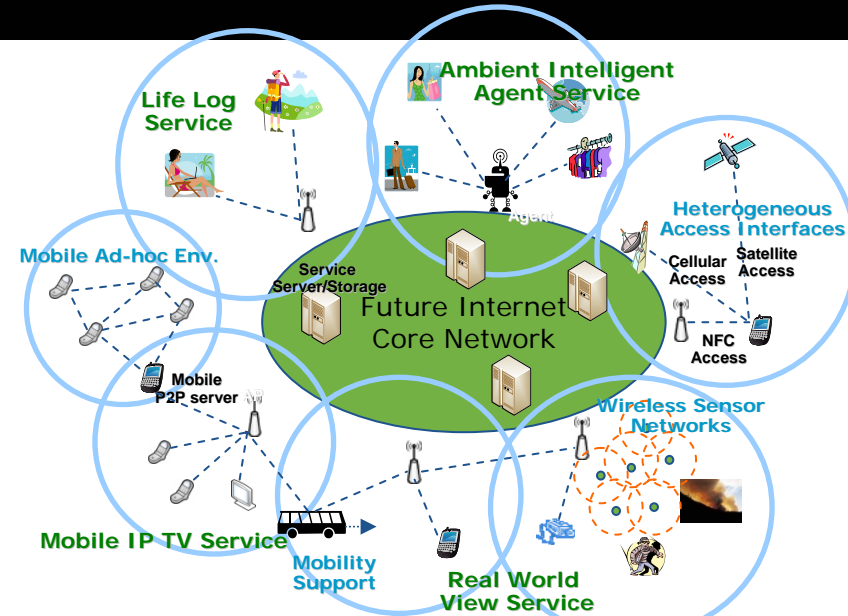 Ambient Intelligent
Agent Service
Life Log
Service
Agent
Heterogeneous
Access Interfaces
Mobile Ad-hoc Env.
Cellular
Access
Satellite
Access
Service
Server/Storage
Future Internet
Core Network
NFC
Access
Mobile
P2P server
AP
Wireless Sensor
Networks
Mobile IP TV Service
Mobility
Support
Real World
View Service